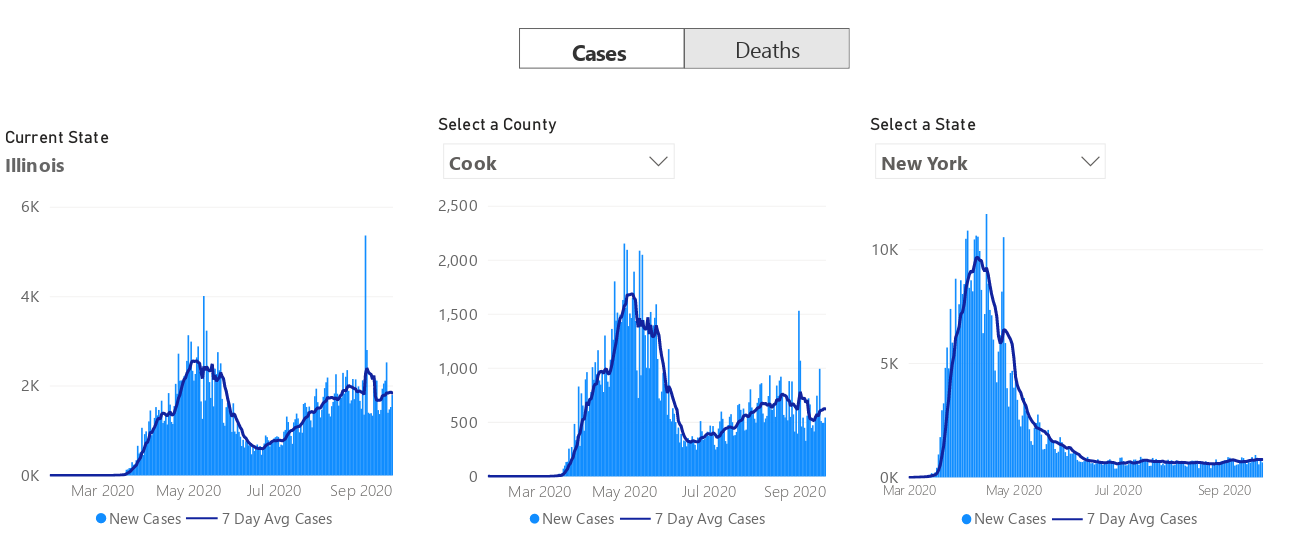 Cases Deaths
Current State
Illinois
6K
4K
2K
0K
Mar 2020 May 2020 Jul 2020 Sep 2020
New Cases 7 Day Avg Cases
Select a County
Cook
2,500
2,000
1,500
1,000
500
0
Mar 2020 May 2020 Jul 2020 Sep 2020
New Cases 7 Day Avg Cases
Select a State
New York
10K
5K
0K
Mar 2020 May 2020 Jul 2020 Sep 2020
New Cases 7 Day Avg Cases